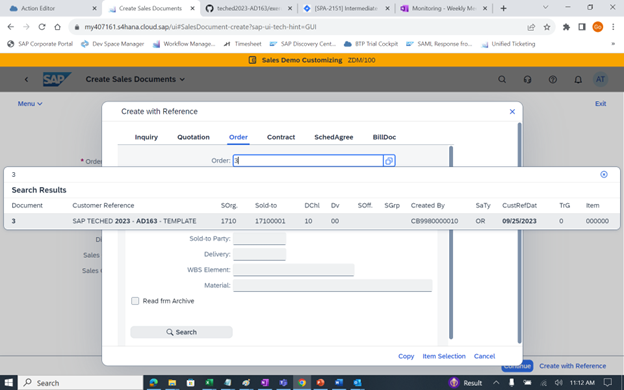 Action Editor
Create Sales Documents
teched2023-AD163/exer
[SPA-2151] Intermediat
Monitoring - Weekly M
my407161.s4hana.cloud.sap/ui#SalesDocument-create?sap-ui-tech-hint=GUI
Go
SAP Corporate Portal
Dev Space Manager
Workflow Manage...
Timesheet
SAP Discovery Cent...
BTP Trial Cockpit
SAML Response fro...
Unified Ticketing
»
Sales Demo Customizing ZDM/100
SAP
Create Sales Documents
AT
Menu
Exit
Create with Reference
Inquiry
Quotation
Order
Contract
SchedAgree
BillDoc
* Order
Order:
3
3
Search Results
Document Customer Reference SOrg. Sold-to DChl Dv SOff. SGrp Created By SaTy CustRefDat TrG Item
3 SAP TECHED 2023 - AD163 - TEMPLATE 1710 17100001 10 00 CB9980000010 OR 09/25/2023 0 000000
Di
Sold-to Party:
Sales
Delivery:
Sales
WBS Element:
Material:
Read frm Archive
Search
Copy
Item Selection
Cancel
Continue
Create with Reference
Search
Result
11:12 AM